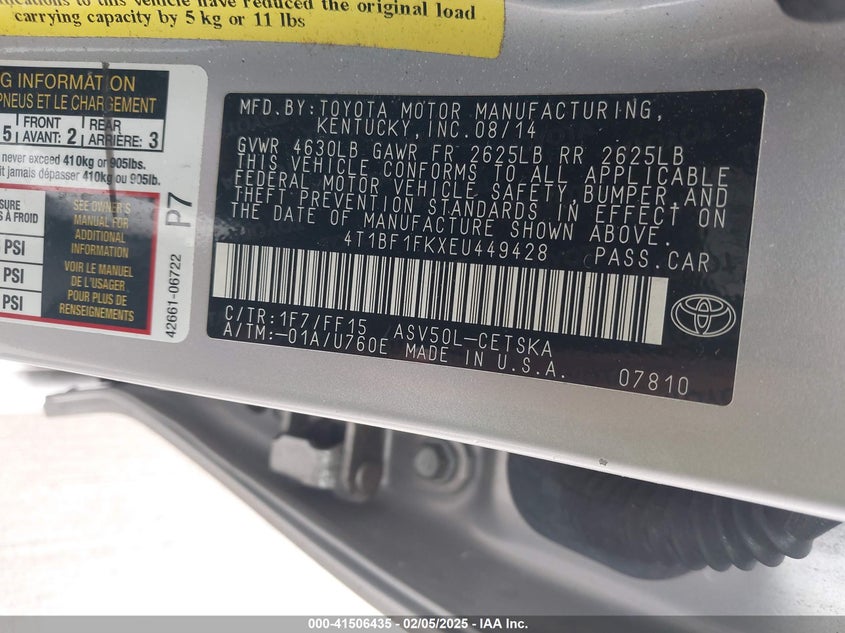 to this vehicle have reduced the original load
carrying capacity by 5 kg or 11 lbs
G INFORMATION
PNEUS ET LE CHARGEMENT
5 FRONT AVANT: 2 REAR ARRIÈRE: 3
never exceed 410kg or 905lbs.
it jamais dépasser 410kg ou 905lb.
SURE
S À FROID
PSI
PSI
PSI
SEE OWNER'S
MANUAL FOR
ADDITIONAL
INFORMATION
VOIR LE MANUEL
DE L'USAGER
POUR PLUS DE
RENSEIGNEMENTS
P7
42661-06722
MFD.BY:TOYOTA MOTOR MANUFACTURING,
KENTUCKY,INC.08/14
GVWR 4630LB GAWR FR 2625LB RR 2625LB
THIS VEHICLE CONFORMS TO ALL APPLICABLE
FEDERAL MOTOR VEHICLE SAFETY,BUMPER,AND
THEFT PREVENTION STANDARDS IN EFFECT ON
THE DATE OF MANUFACTURE SHOWN ABOVE.
4T1BF1FKXEU449428 PASS.CAR
C/TR:1F7/FF15 ASV50L-CETSKA
A/TM:-01A/U760E MADE IN U.S.A.
07810
000-41506435 - 02/05/2025 - IAA Inc.